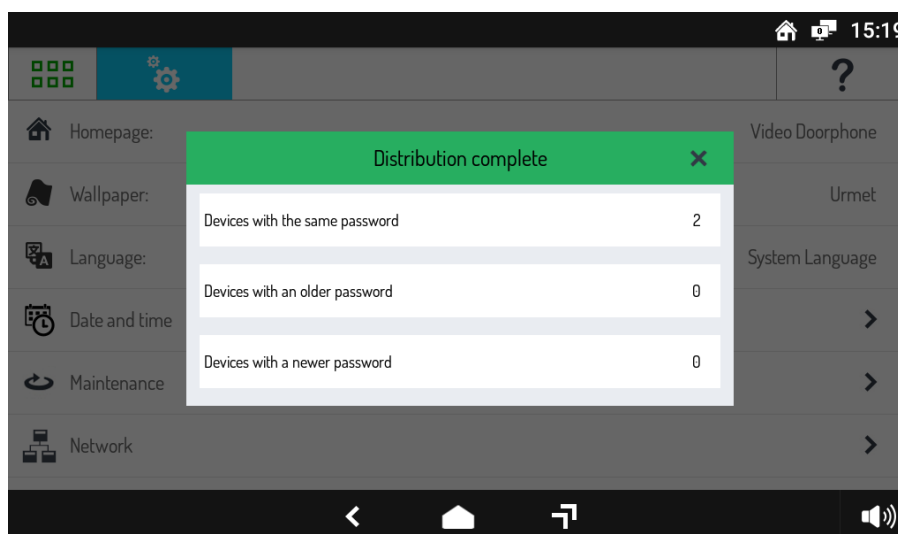 15:19
?
Homepage:
Video Doorphone
Distribution complete
Wallpaper:
Urmet
Devices with the same password 2
Language:
System Language
Devices with an older password 0
Date and time
Devices with a newer password 0
Maintenance
Network